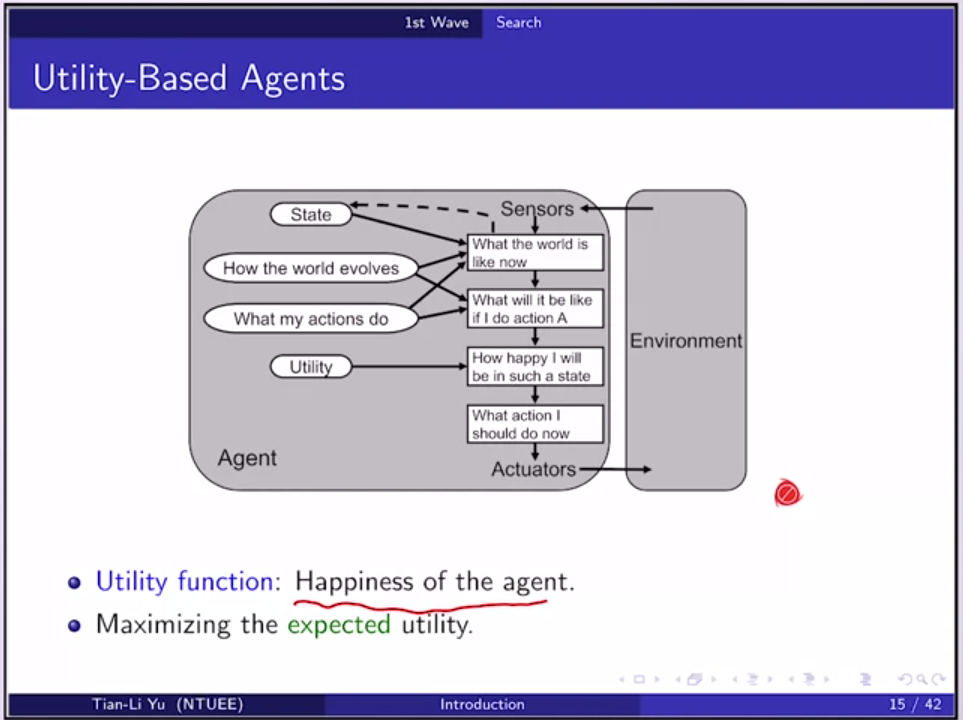 1st Wave Search
Utility-Based Agents
State
Sensors
What the world is
like now
How the world evolves
What will it be like
if I do action A
What my actions do
Environment
How happy I will
be in such a state
Utility
What action I
should do now
Agent
Actuators
Utility function: Happiness of the agent.
Maximizing the expected utility.
Tian-Li Yu (NTUEE) Introduction 15 / 42